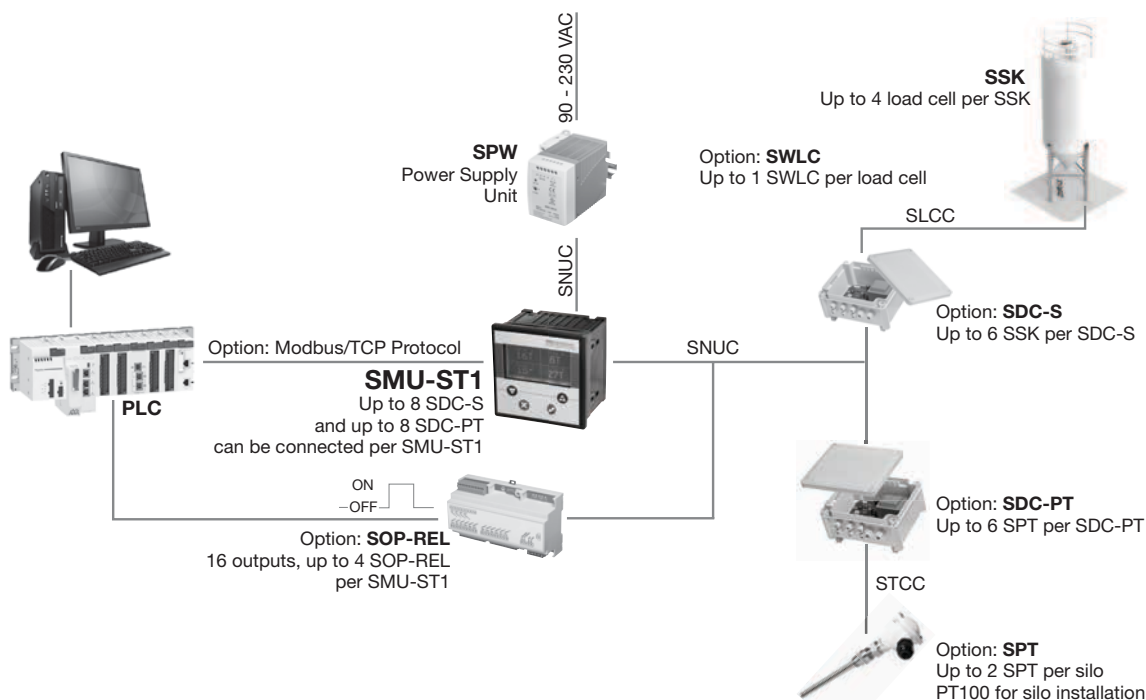 90 - 230 VAC
SPW
Power Supply
Unit
SNUC
SSK
Up to 4 load cell per SSK
Option: SWLC
Up to 1 SWLC per load cell
SLCC
Option: SDC-S
Up to 6 SSK per SDC-S
Option: Modbus/TCP Protocol
PLC
SMU-ST1
Up to 8 SDC-S
and up to 8 SDC-PT
can be connected per SMU-ST1
SNUC
ON
OFF
Option: SOP-REL
16 outputs, up to 4 SOP-REL
per SMU-ST1
Option: SDC-PT
Up to 6 SPT per SDC-PT
STCC
Option: SPT
Up to 2 SPT per silo
PT100 for silo installation